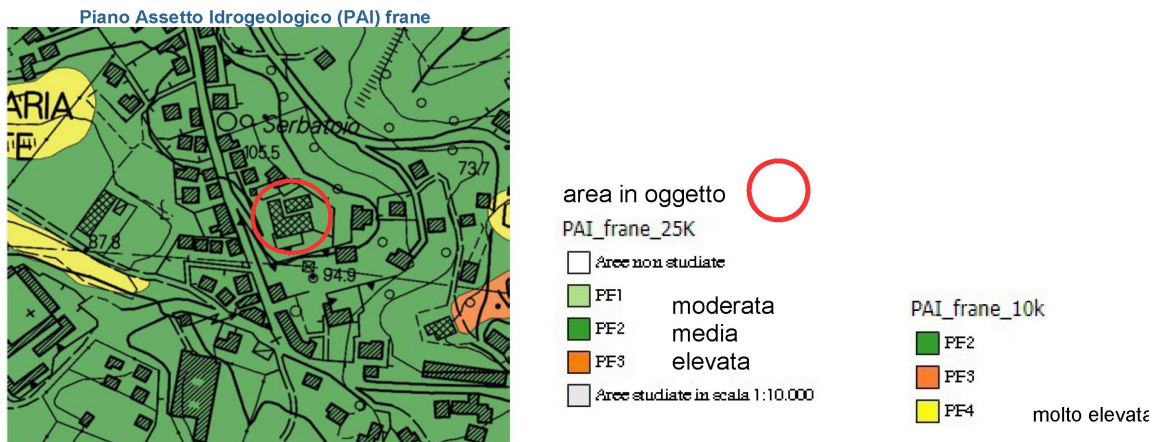 Piano Assetto Idrogeologico (PAI) frane
ARIA
TE
Serbatoio
105.5
73.7
87.8
94.9
area in oggetto
PAI_frane_25K
Aree non studiate
PF1 moderata
PF2 media
PF3 elevata
Aree studiate in scala 1:10.000
PAI_frane_10k
PF2
PF3
PF4 molto elevata